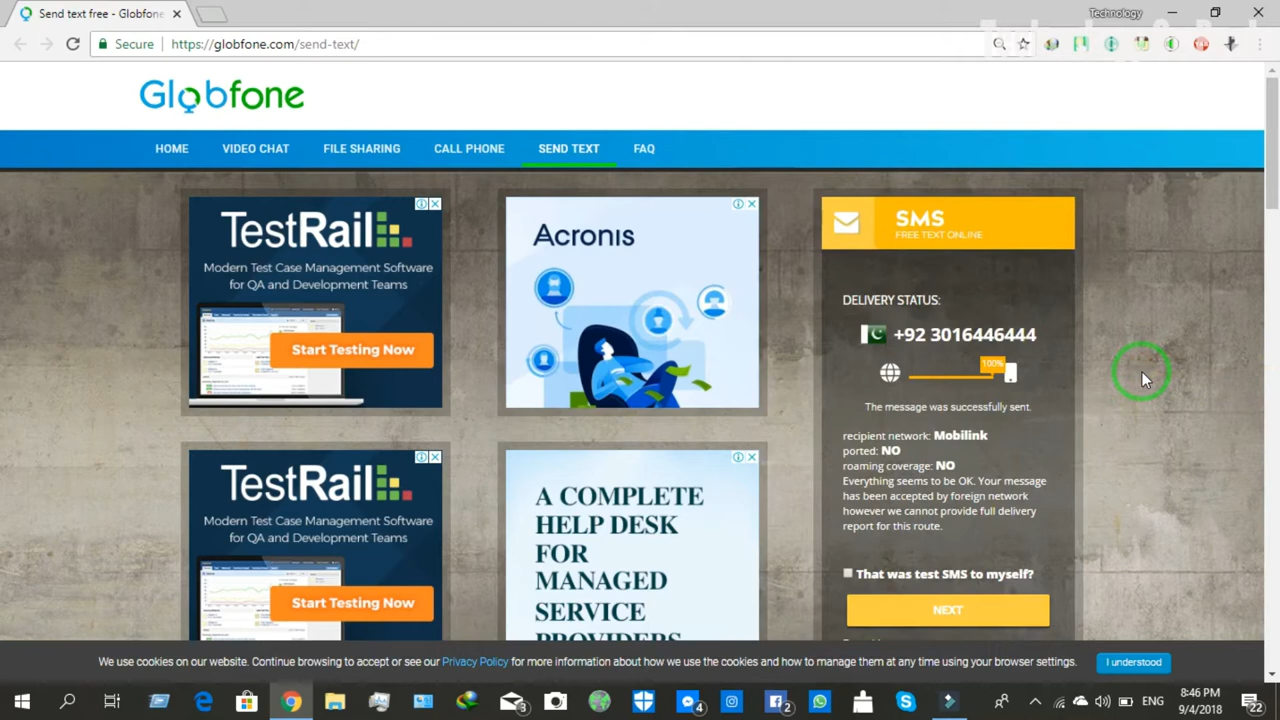 Send text free - Globfone
Technology
Secure
https://globfone.com/send-text/
Globfone
HOME
VIDEO CHAT
FILE SHARING
CALL PHONE
SEND TEXT
FAQ
TestRail
Modern Test Case Management Software
for QA and Development Teams
Start Testing Now
Acronis
SMS
FREE TEXT ONLINE
DELIVERY STATUS:
+92 3016446444
100%
The message was successfully sent.
recipient network: Mobilink
ported: NO
roaming coverage: NO
Everything seems to be OK. Your message
has been accepted by foreign network
however we cannot provide full delivery
report for this route.
That was test SMS to myself?
NEXT
TestRail
Modern Test Case Management Software
for QA and Development Teams
Start Testing Now
A COMPLETE
HELP DESK
FOR
MANAGED
SERVICE
PROVIDERS
We use cookies on our website. Continue browsing to accept or see our Privacy Policy for more information about how we use the cookies and how to manage them at any time using your browser settings.
I understood
3
4
2
ENG
8:46 PM
9/4/2018
22